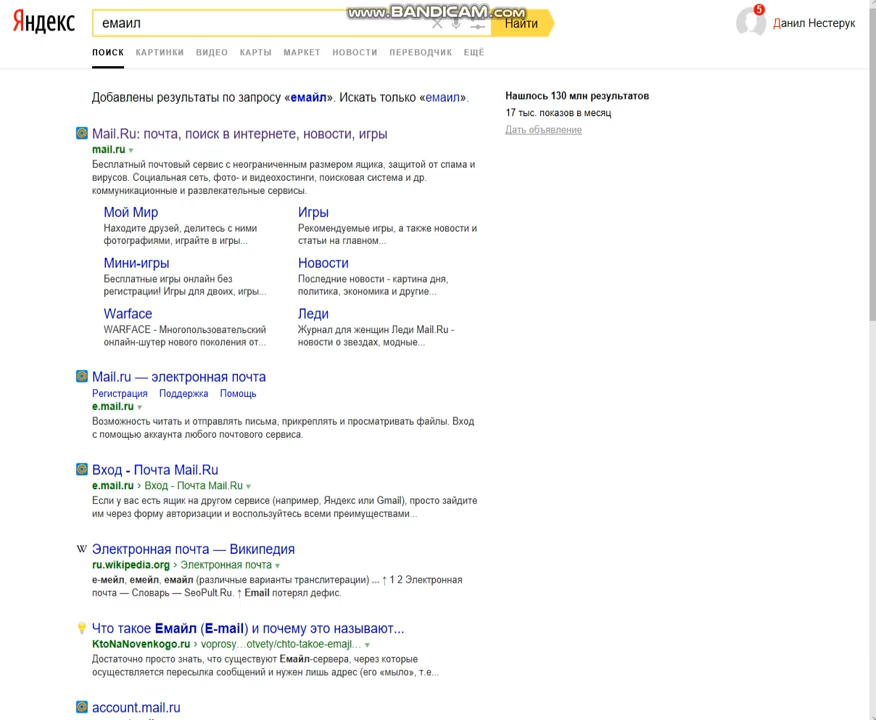 www.BANDICAM.com
Яндекс
емаил
Найти
5
Данил Нестерук
ПОИСК КАРТИНКИ ВИДЕО КАРТЫ МАРКЕТ НОВОСТИ ПЕРЕВОДЧИК ЕЩЁ
Добавлены результаты по запросу «емайл». Искать только «емаил».
Нашлось 130 млн результатов
17 тыс. показов в месяц
Дать объявление
Mail.Ru: почта, поиск в интернете, новости, игры
mail.ru
Бесплатный почтовый сервис с неограниченным размером ящика, защитой от спама и
вирусов. Социальная сеть, фото- и видеохостинги, поисковая система и др.
коммуникационные и развлекательные сервисы.
Мой Мир
Находите друзей, делитесь с ними
фотографиями, играйте в игры...
Игры
Рекомендуемые игры, а также новости и
статьи на главном...
Мини-игры
Бесплатные игры онлайн без
регистрации! Игры для двоих, игры...
Новости
Последние новости - картина дня,
политика, экономика и другие...
Warface
WARFACE - Многопользовательский
онлайн-шутер нового поколения от...
Леди
Журнал для женщин Леди Mail.Ru -
новости о звездах, модные...
Mail.ru — электронная почта
Регистрация Поддержка Помощь
e.mail.ru
Возможность читать и отправлять письма, прикреплять и просматривать файлы. Вход
с помощью аккаунта любого почтового сервиса.
Вход - Почта Mail.Ru
e.mail.ru › Вход - Почта Mail.Ru
Если у вас есть ящик на другом сервисе (например, Яндекс или Gmail), просто зайдите
им через форму авторизации и воспользуйтесь всеми преимуществами...
W Электронная почта — Википедия
ru.wikipedia.org › Электронная почта
е-мейл, емейл, емайл (различные варианты транслитерации) ... ↑ 1 2 Электронная
почта — Словарь — SeoPult.Ru. ↑ Email потерял дефис.
Что такое Емайл (E-mail) и почему это называют...
KtoNaNovenkogo.ru › voprosy…otvety/chto-takoe-emajl...
Достаточно просто знать, что существуют Емайл-сервера, через которые
осуществляется пересылка сообщений и нужен лишь адрес (его «мыло», т.е...
account.mail.ru